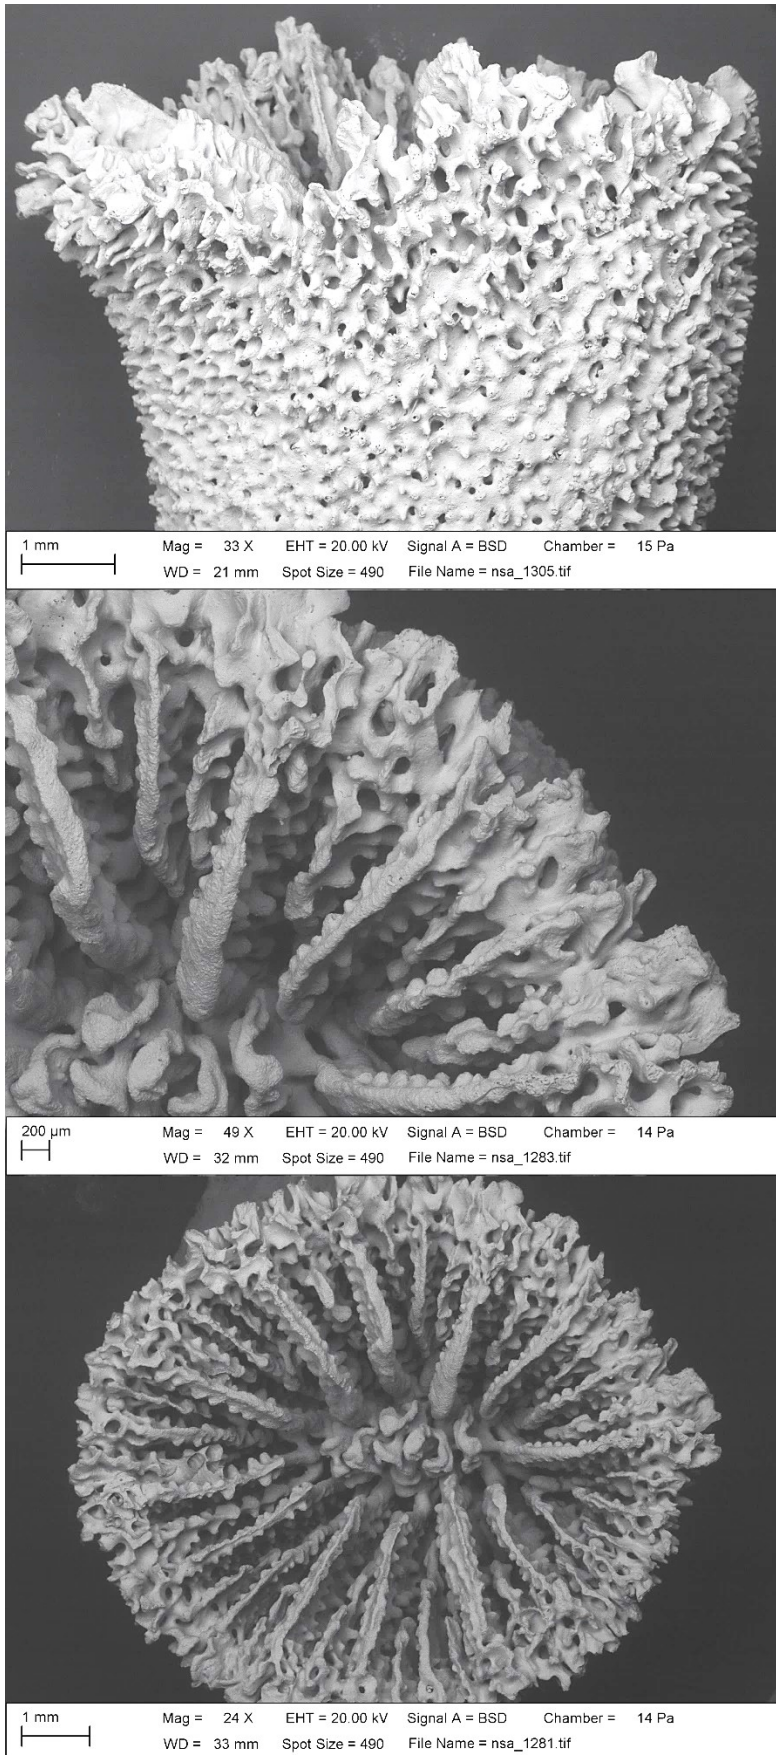 1 mm Mag = 33 X EHT = 20.00 kV Signal A = BSD Chamber = 15 Pa
WD = 21 mm Spot Size = 490 File Name = nsa_1305.tif
200 µm Mag = 49 X EHT = 20.00 kV Signal A = BSD Chamber = 14 Pa
WD = 32 mm Spot Size = 490 File Name = nsa_1283.tif
1 mm Mag = 24 X EHT = 20.00 kV Signal A = BSD Chamber = 14 Pa
WD = 33 mm Spot Size = 490 File Name = nsa_1281.tif